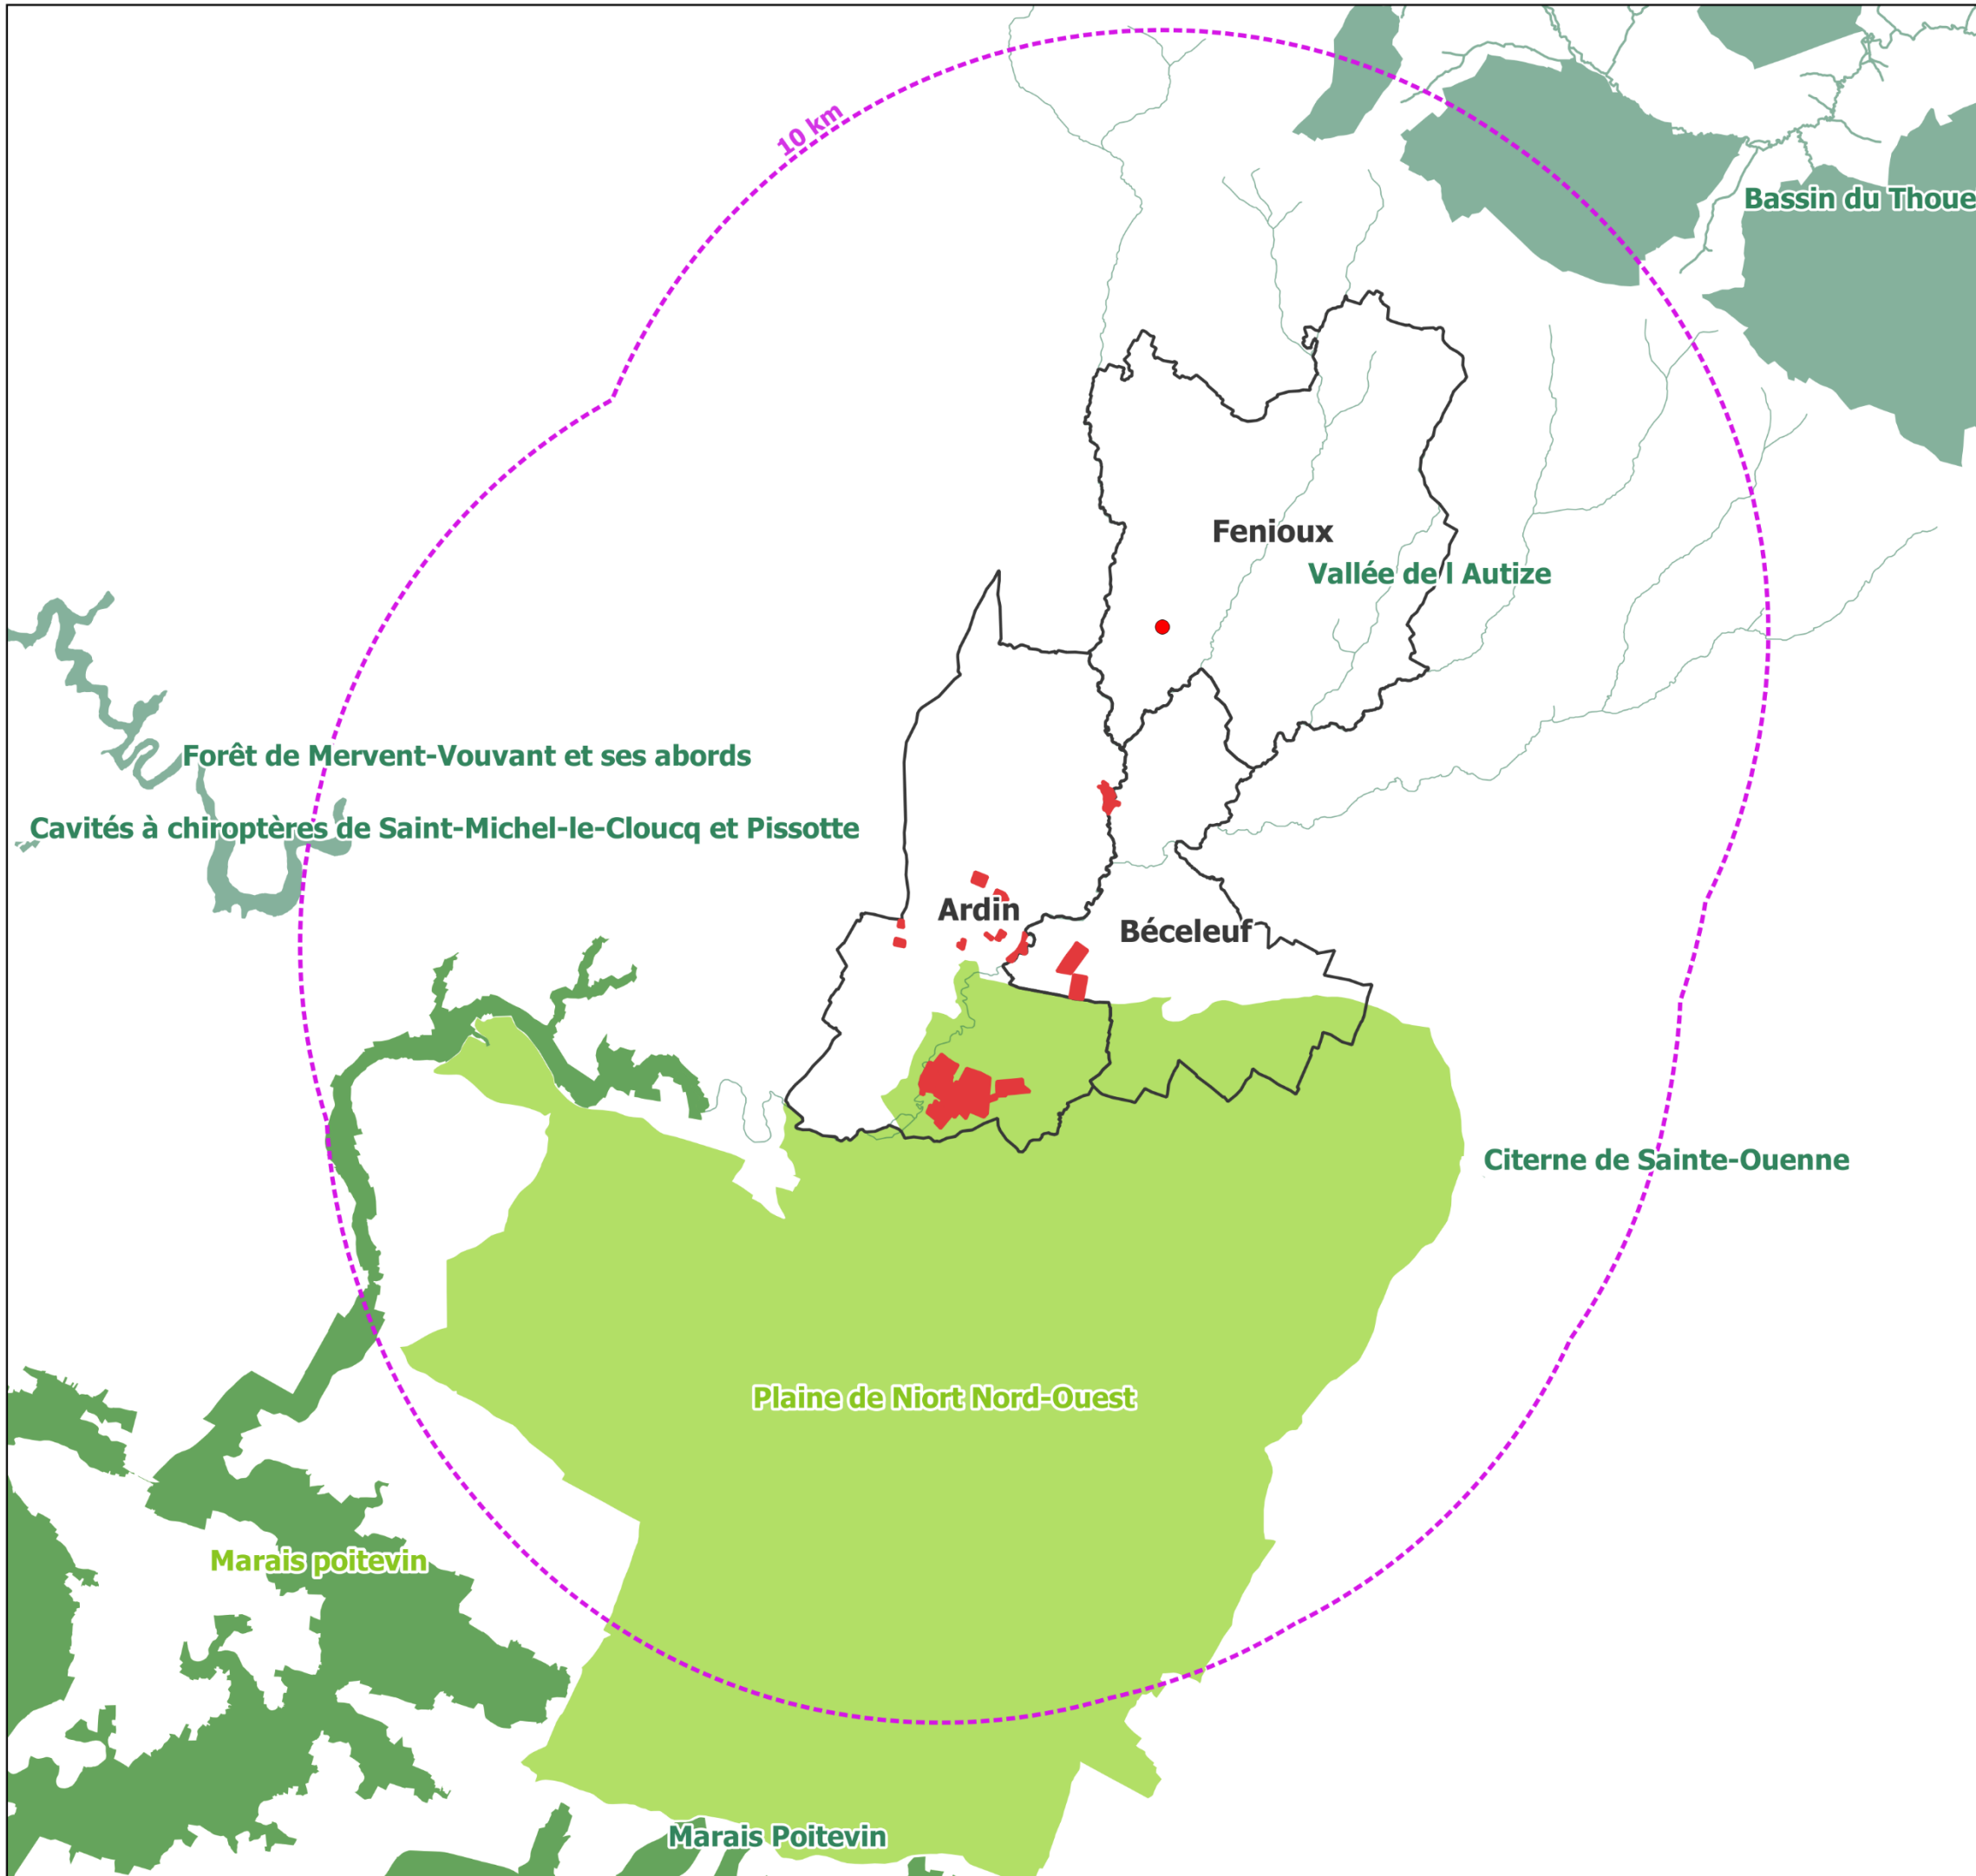 10 km
Bassin du Thoue
Fenioux
Vallée de l Autize
Forêt de Mervent-Vouvant et ses abords
Cavités à chiroptères de Saint-Michel-le-Cloucq et Pissotte
Ardin
Béceleuf
Citerne de Sainte-Ouenne
Plaine de Niort Nord-Ouest
Marais poitevin
Marais Poitevin